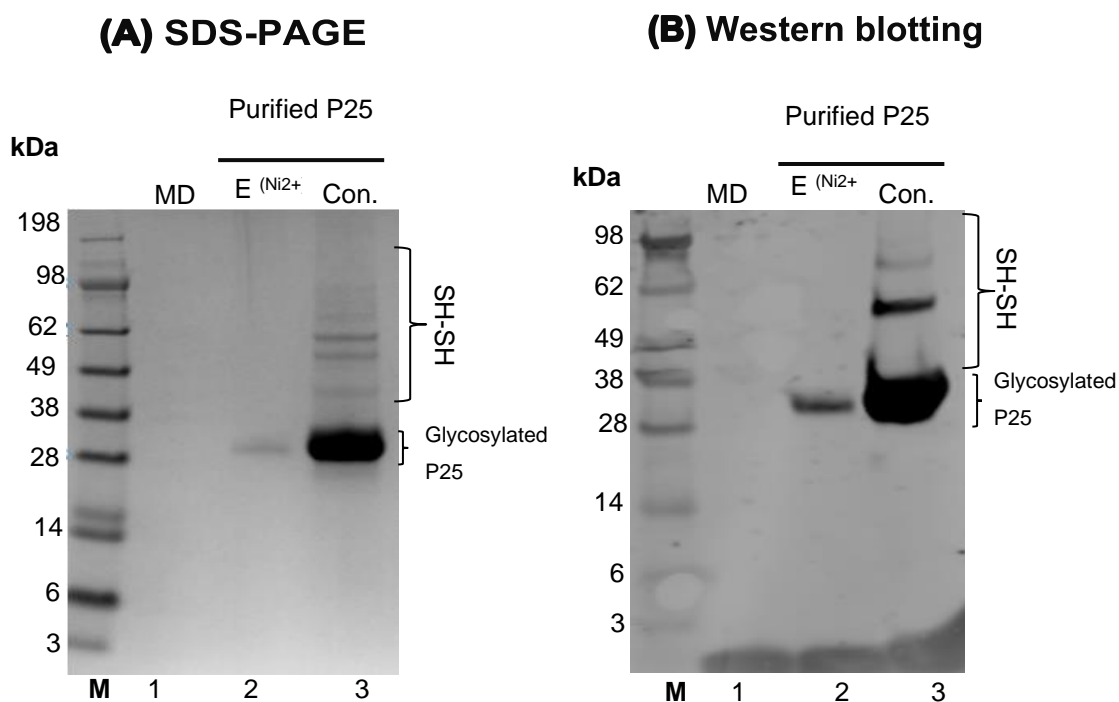 (A) SDS-PAGE
Purified P25
kDa
MD
E (Ni2+
Con.
198
98
62
49
38
28
14
6
3
SH-SH
Glycosylated
P25
M 1 2 3
(B) Western blotting
Purified P25
kDa
MD
E (Ni2+
Con.
98
62
49
38
28
14
6
3
SH-SH
Glycosylated
P25
M 1 2 3